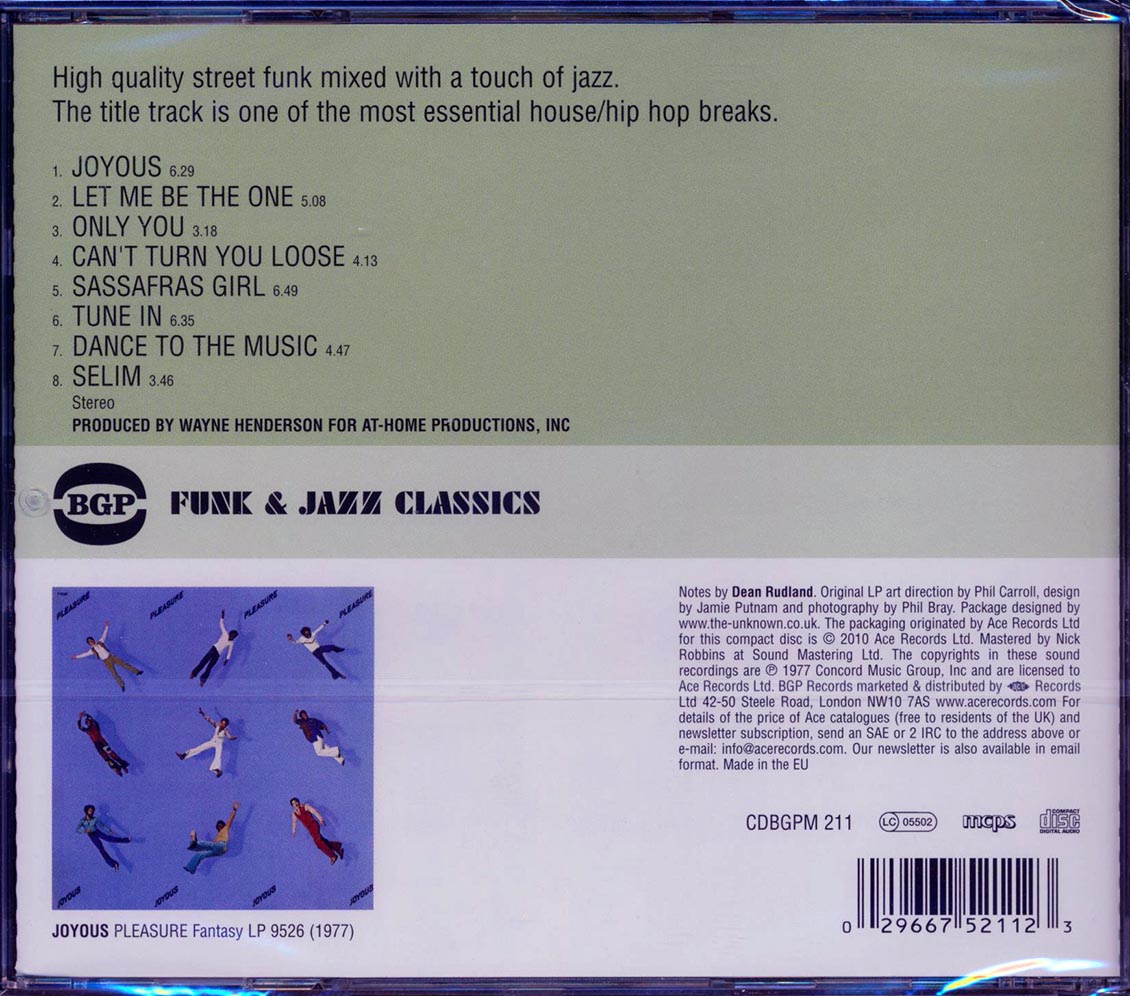 High quality street funk mixed with a touch of jazz.
The title track is one of the most essential house/hip hop breaks.
1. JOYOUS 6.29
2. LET ME BE THE ONE 5.08
3. ONLY YOU 3.18
4. CAN'T TURN YOU LOOSE 4.13
5. SASSAFRAS GIRL 6.49
6. TUNE IN 6.35
7. DANCE TO THE MUSIC 4.47
8. SELIM 3.46
Stereo
PRODUCED BY WAYNE HENDERSON FOR AT-HOME PRODUCTIONS, INC
BGP FUNK & JAZZ CLASSICS
PLEASURE PLEASURE PLEASURE PLEASURE
JOYOUS JOYOUS JOYOUS JOYOUS
JOYOUS PLEASURE Fantasy LP 9526 (1977)
Notes by Dean Rudland. Original LP art direction by Phil Carroll, design
by Jamie Putnam and photography by Phil Bray. Package designed by
www.the-unknown.co.uk. The packaging originated by Ace Records Ltd
for this compact disc is © 2010 Ace Records Ltd. Mastered by Nick
Robbins at Sound Mastering Ltd. The copyrights in these sound
recordings are ℗ 1977 Concord Music Group, Inc and are licensed to
Ace Records Ltd. BGP Records marketed & distributed by Records
Ltd 42-50 Steele Road, London NW10 7AS www.acerecords.com For
details of the price of Ace catalogues (free to residents of the UK) and
newsletter subscription, send an SAE or 2 IRC to the address above or
e-mail: info@acerecords.com. Our newsletter is also available in email
format. Made in the EU
CDBGPM 211 LC 05502 mcps COMPACT
disc
DIGITAL AUDIO
0 29667 52112 3